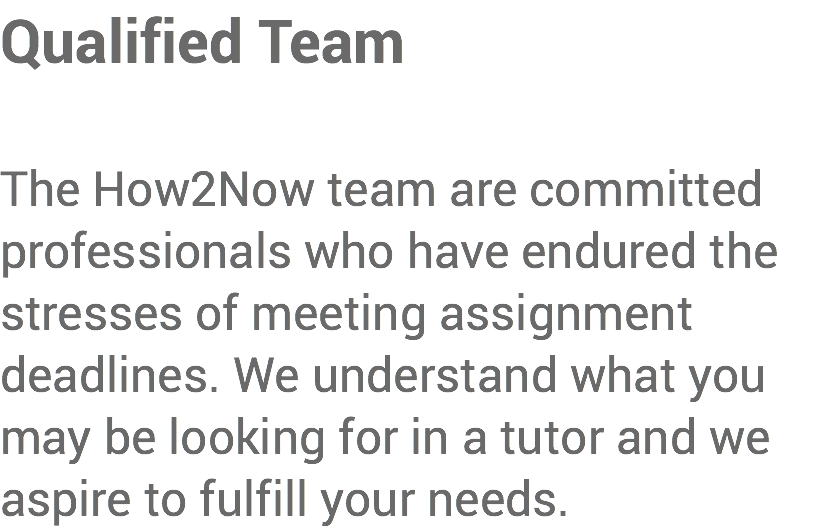 Qualified Team
The How2Now team are committed
professionals who have endured the
stresses of meeting assignment
deadlines. We understand what you
may be looking for in a tutor and we
aspire to fulfill your needs.